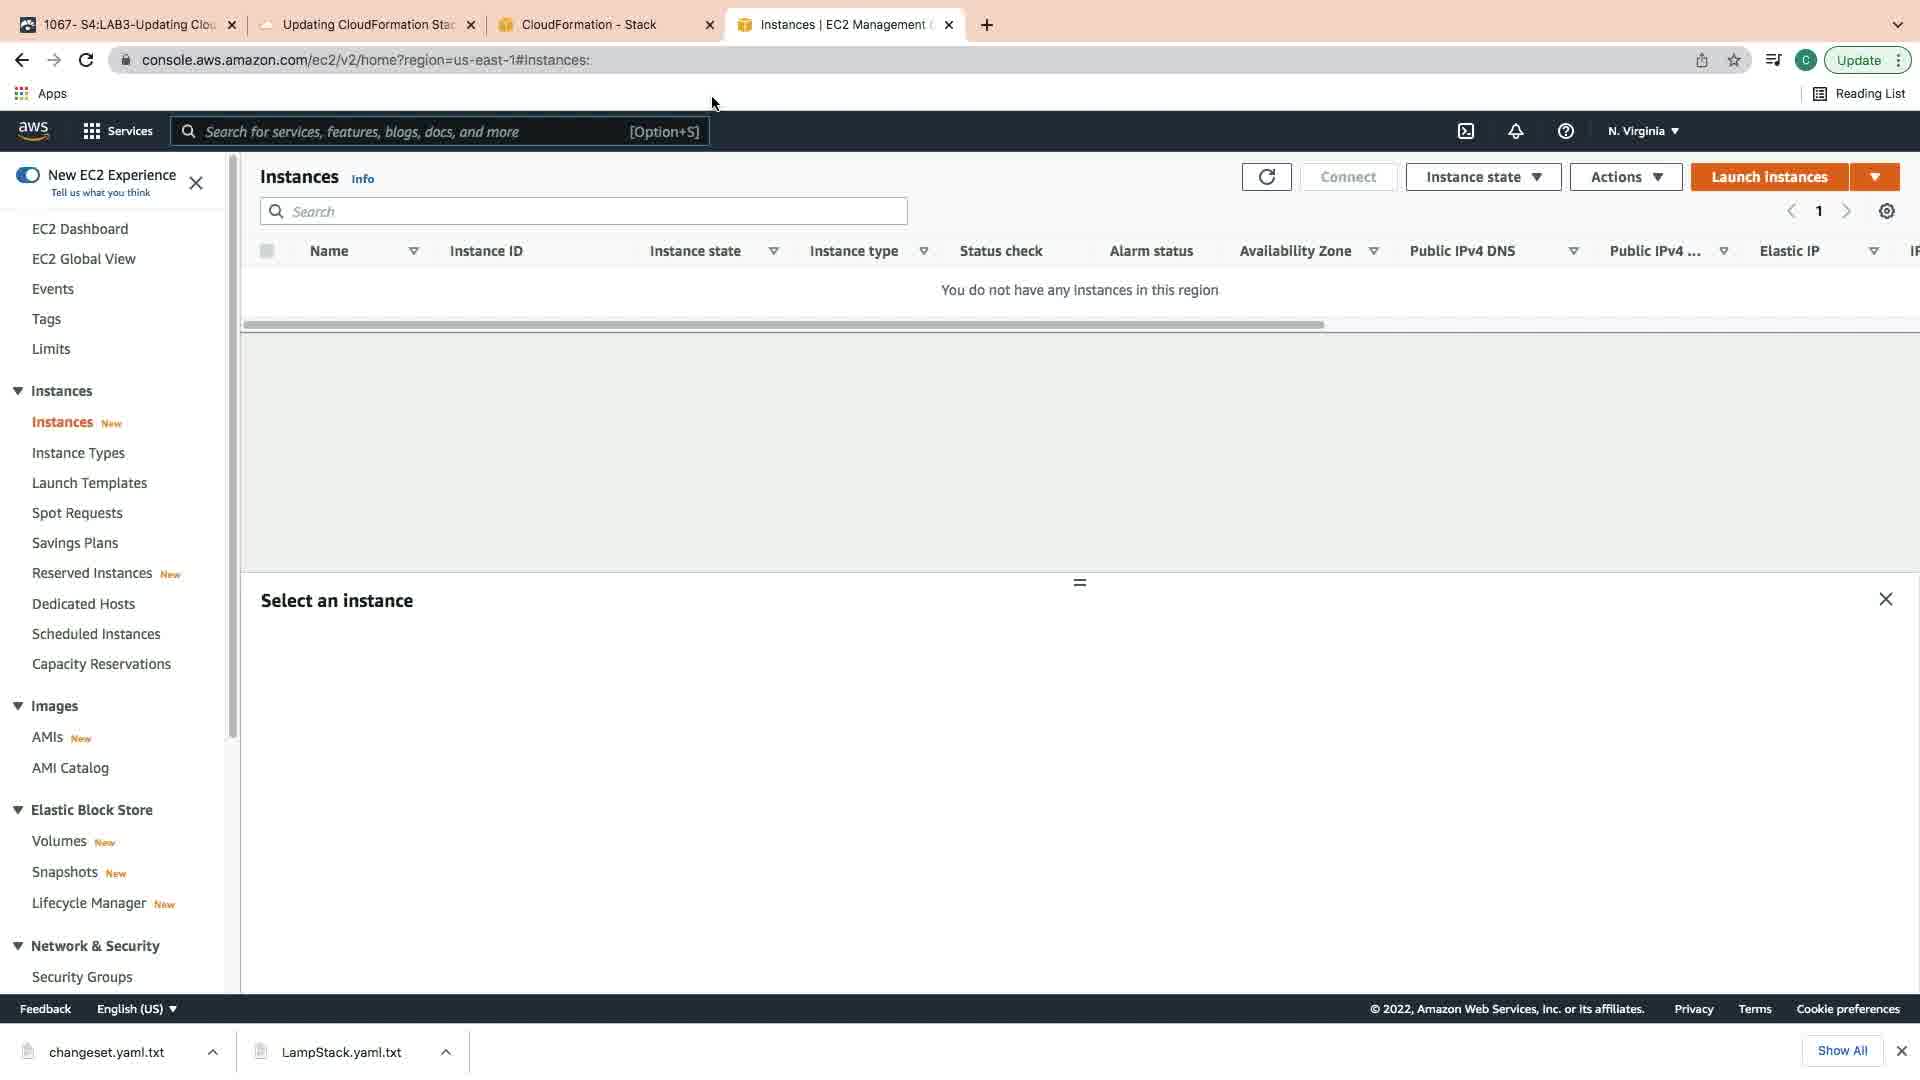 1067- S4:LAB3-Updating Clou
Updating CloudFormation Stac
CloudFormation - Stack
Instances | EC2 Management C
console.aws.amazon.com/ec2/v2/home?region=us-east-1#Instances:
C
Update
Apps
Reading List
aws
Services
Search for services, features, blogs, docs, and more
[Option+S]
N. Virginia
New EC2 Experience
Tell us what you think
EC2 Dashboard
EC2 Global View
Events
Tags
Limits
Instances
Instances New
Instance Types
Launch Templates
Spot Requests
Savings Plans
Reserved Instances New
Dedicated Hosts
Scheduled Instances
Capacity Reservations
Images
AMIs New
AMI Catalog
Elastic Block Store
Volumes New
Snapshots New
Lifecycle Manager New
Network & Security
Security Groups
Instances Info
Connect
Instance state
Actions
Launch instances
Search
1
Name
Instance ID
Instance state
Instance type
Status check
Alarm status
Availability Zone
Public IPv4 DNS
Public IPv4 ...
Elastic IP
You do not have any instances in this region
Select an instance
Feedback
English (US)
© 2022, Amazon Web Services, Inc. or its affiliates.
Privacy
Terms
Cookie preferences
changeset.yaml.txt
LampStack.yaml.txt
Show All